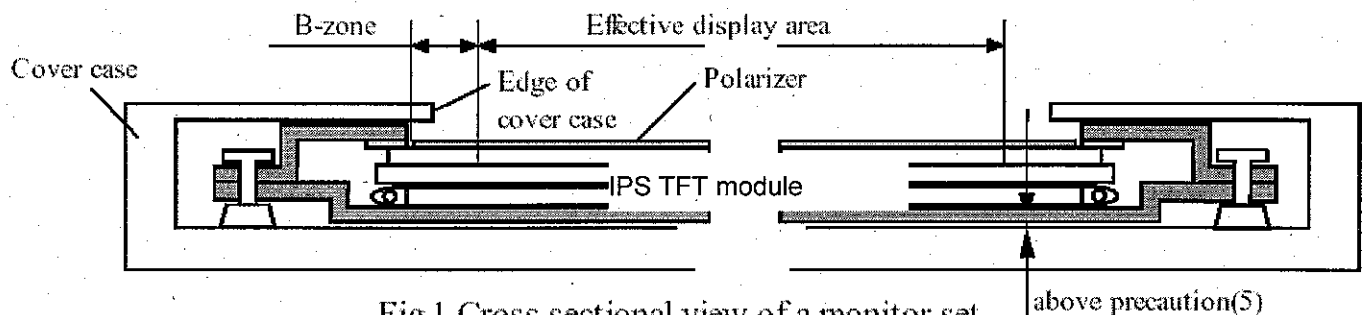 B-zone
Effective display area
Cover case
Edge of
cover case
Polarizer
IPS TFT module
above precaution(5)
Fig.1 Cross sectional view of a monitor set